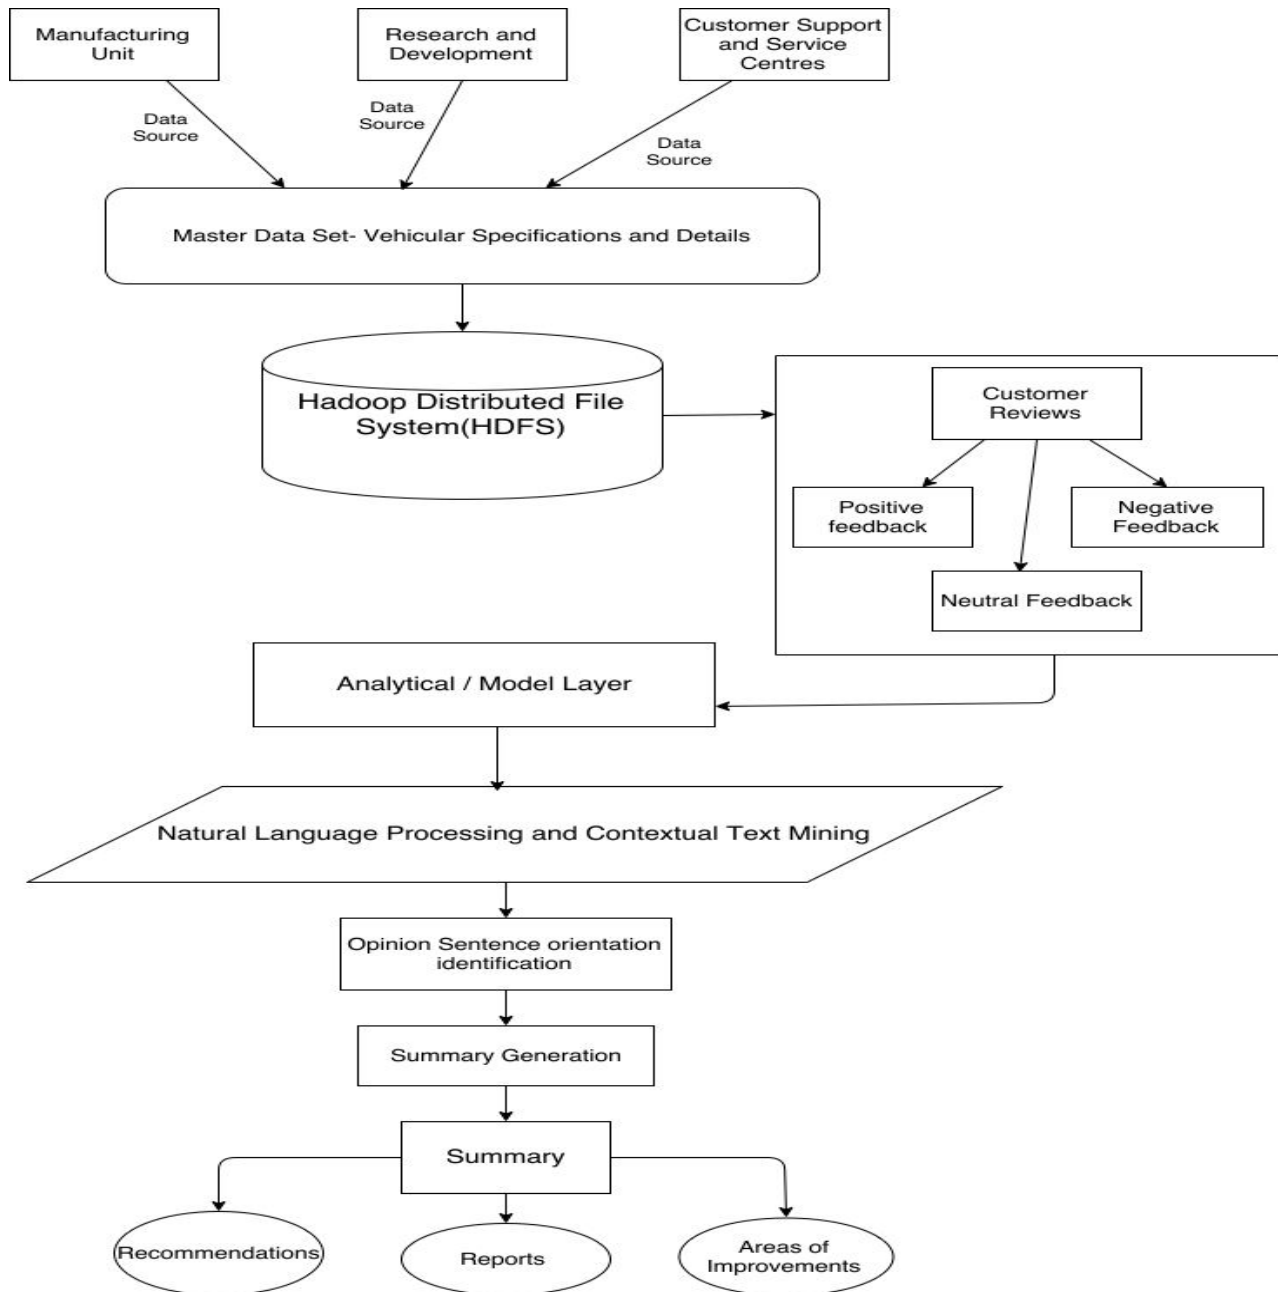 Manufacturing
Unit
Research and
Development
Customer Support
and Service
Centres
Data
Source
Data
Source
Data
Source
Master Data Set- Vehicular Specifications and Details
Hadoop Distributed File
System(HDFS)
Customer
Reviews
Positive
feedback
Negative
Feedback
Neutral Feedback
Analytical / Model Layer
Natural Language Processing and Contextual Text Mining
Opinion Sentence orientation
identification
Summary Generation
Summary
Recommendations
Reports
Areas of
Improvements